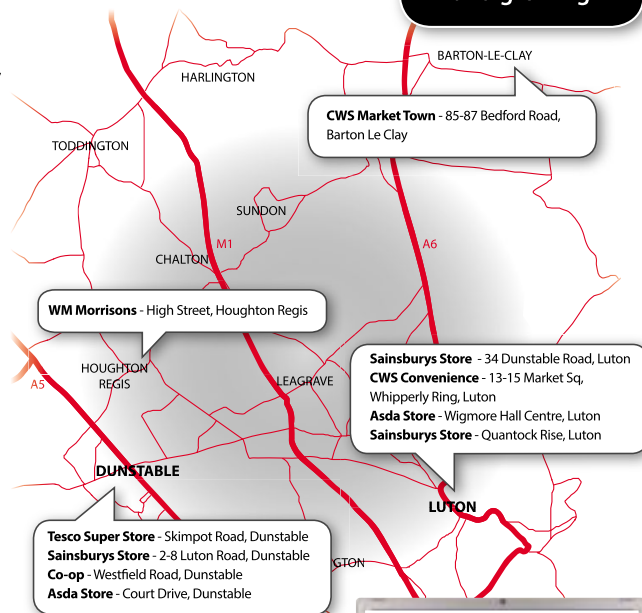 BARTON-LE-CLAY
HARLINGTON
CWS Market Town - 85-87 Bedford Road,
Barton Le Clay
TODDINGTON
SUNDON
M1
A6
CHALTON
WM Morrisons - High Street, Houghton Regis
Sainsburys Store - 34 Dunstable Road, Luton
CWS Convenience - 13-15 Market Sq,
Whipperly Ring, Luton
Asda Store - Wigmore Hall Centre, Luton
Sainsburys Store - Quantock Rise, Luton
HOUGHTON
REGIS
A5
LEAGRAVE
DUNSTABLE
LUTON
Tesco Super Store - Skimpot Road, Dunstable
Sainsburys Store - 2-8 Luton Road, Dunstable
Co-op - Westfield Road, Dunstable
Asda Store - Court Drive, Dunstable
GTON